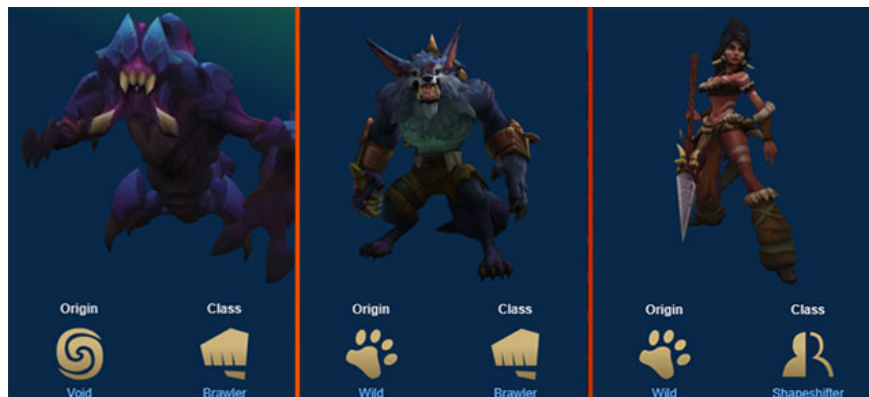 Origin Class
Void Brawler
Origin Class
Wild Brawler
Origin Class
Wild Shapeshifter